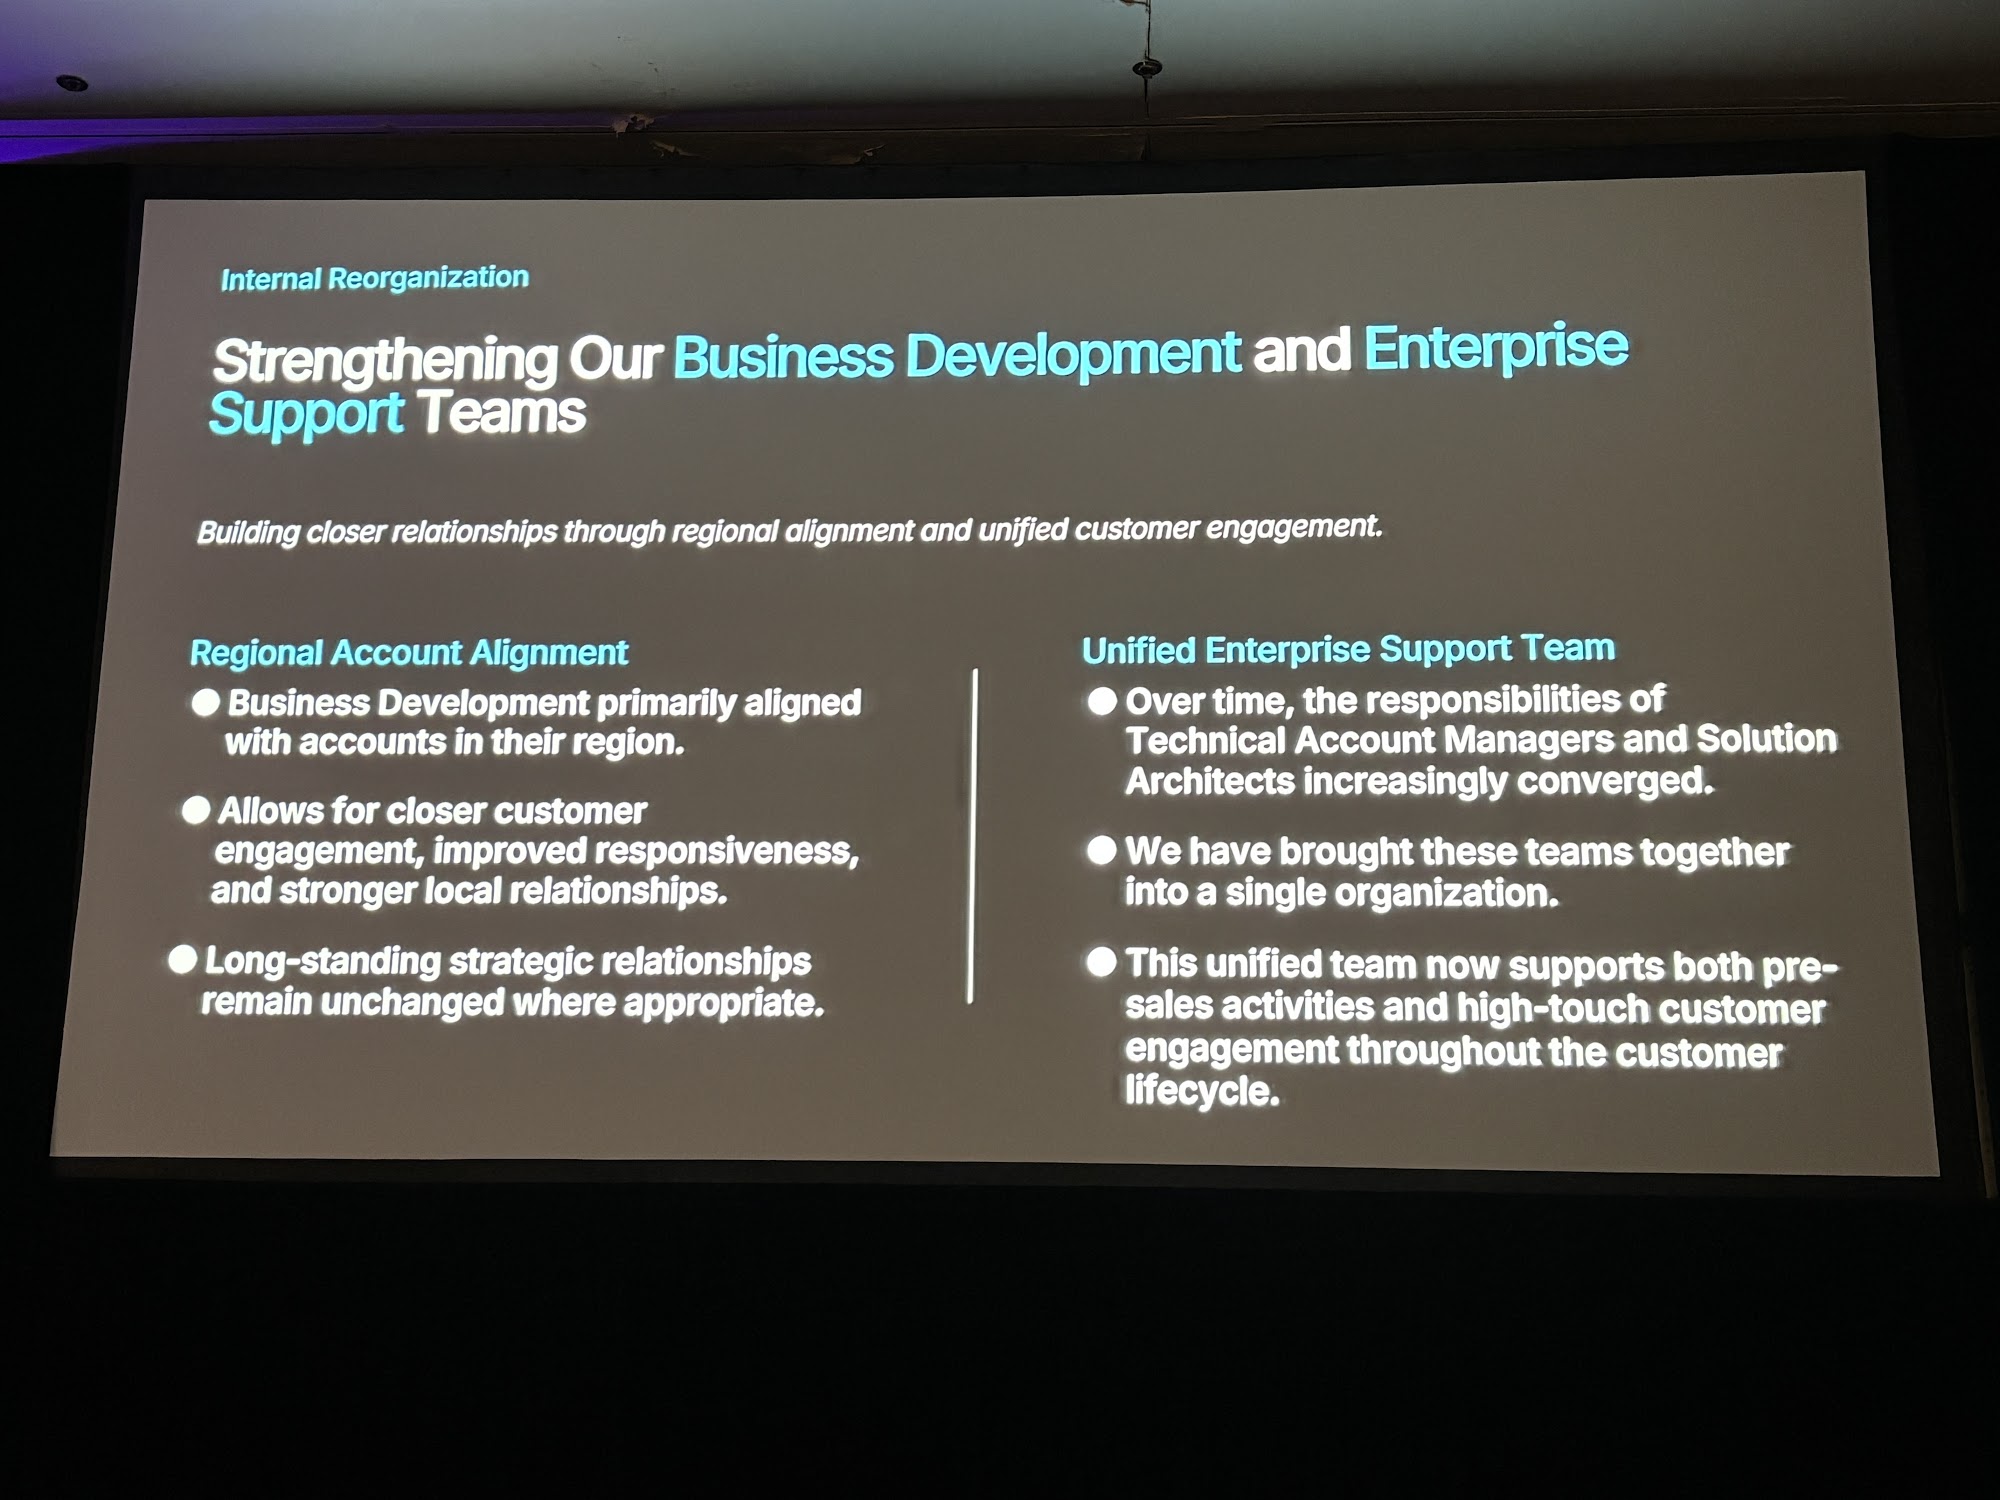 Internal Reorganization
Strengthening Our Business Development and Enterprise
Support Teams
Building closer relationships through regional alignment and unified customer engagement.
Regional Account Alignment
● Business Development primarily aligned
with accounts in their region.
● Allows for closer customer
engagement, improved responsiveness,
and stronger local relationships.
● Long-standing strategic relationships
remain unchanged where appropriate.
Unified Enterprise Support Team
● Over time, the responsibilities of
Technical Account Managers and Solution
Architects increasingly converged.
● We have brought these teams together
into a single organization.
● This unified team now supports both pre-
sales activities and high-touch customer
engagement throughout the customer
lifecycle.